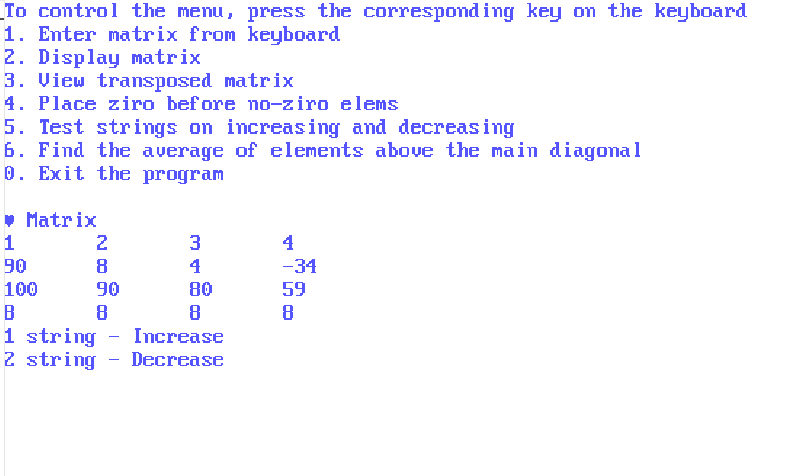 To control the menu, press the corresponding key on the keyboard
1. Enter matrix from keyboard
2. Display matrix
3. View transposed matrix
4. Place ziro before no-ziro elems
5. Test strings on increasing and decreasing
6. Find the average of elements above the main diagonal
0. Exit the program
♥ Matrix
1 2 3 4
90 8 4 -34
100 90 80 59
8 8 8 8
1 string - Increase
2 string - Decrease